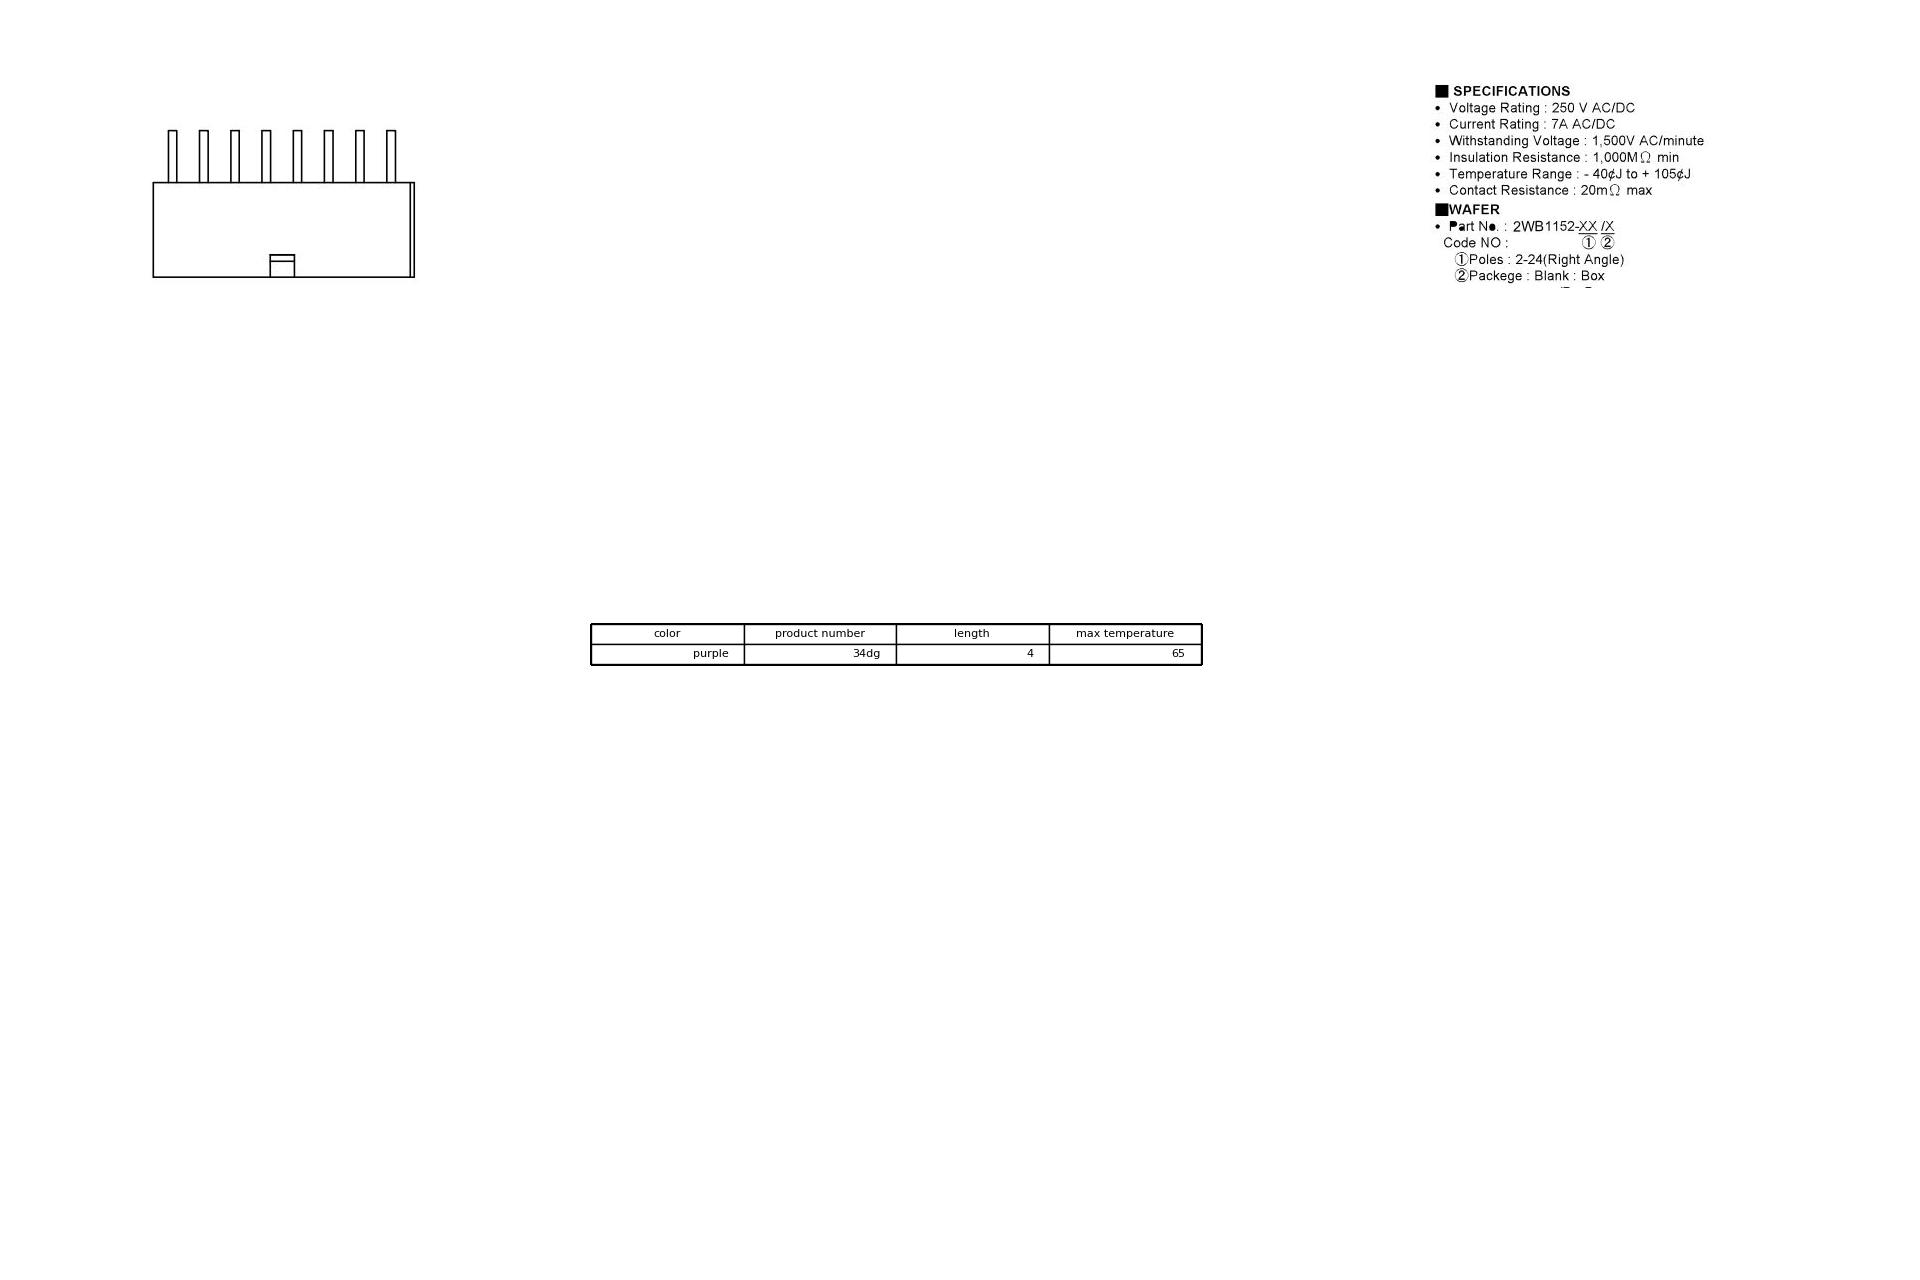 ■ SPECIFICATIONS
• Voltage Rating : 250 V AC/DC
• Current Rating : 7A AC/DC
• Withstanding Voltage : 1,500V AC/minute
• Insulation Resistance : 1,000MΩ min
• Temperature Range : - 40¢J to + 105¢J
• Contact Resistance : 20mΩ max
■WAFER
• Part No. : 2WB1152-XX /X
Code NO : ① ②
①Poles : 2-24(Right Angle)
②Packege : Blank : Box
color product number length max temperature
purple 34dg 4 65